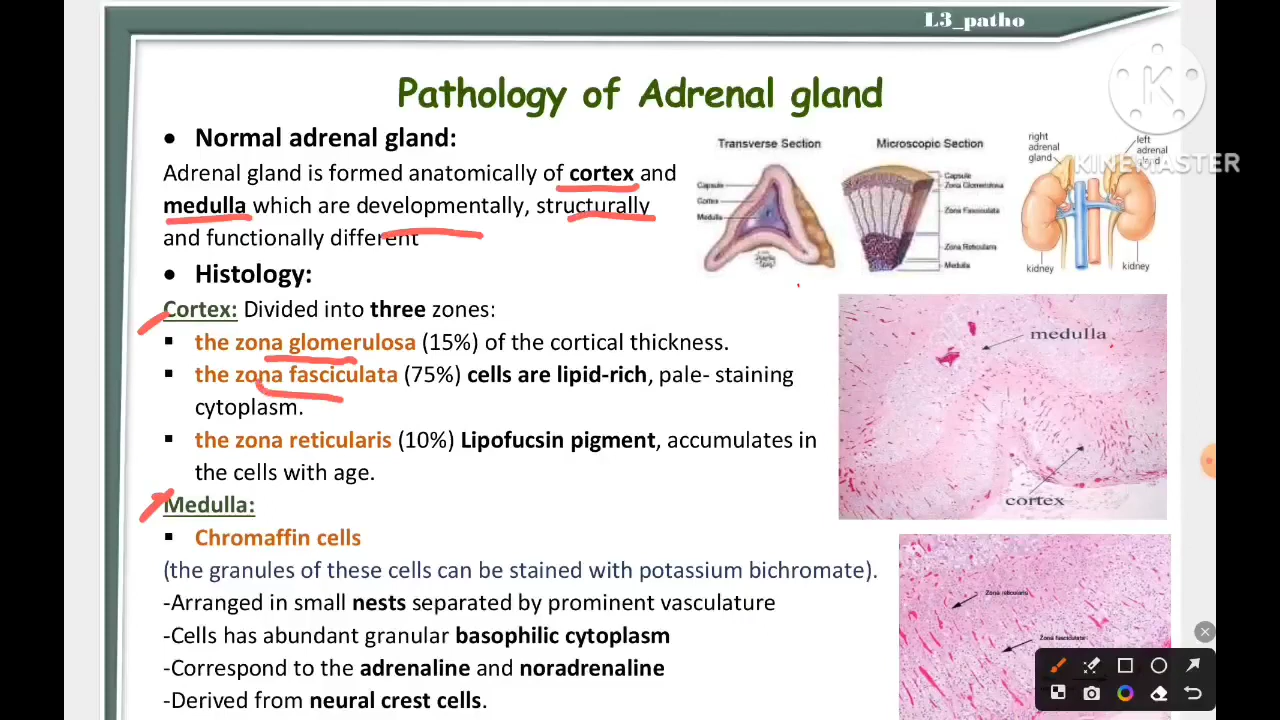 L3_patho
Pathology of Adrenal gland
• Normal adrenal gland:
Adrenal gland is formed anatomically of cortex and
medulla which are developmentally, structurally
and functionally different
• Histology:
Cortex: Divided into three zones:
▪ the zona glomerulosa (15%) of the cortical thickness.
▪ the zona fasciculata (75%) cells are lipid-rich, pale- staining
cytoplasm.
▪ the zona reticularis (10%) Lipofucsin pigment, accumulates in
the cells with age.
Medulla:
▪ Chromaffin cells
(the granules of these cells can be stained with potassium bichromate).
-Arranged in small nests separated by prominent vasculature
-Cells has abundant granular basophilic cytoplasm
-Correspond to the adrenaline and noradrenaline
-Derived from neural crest cells.
Transverse Section
Capsule
Cortex
Medulla
Microscopic Section
Capsule
Zona Glomerulosa
Zona Fasciculata
Zona Reticularis
Medulla
right
adrenal
gland
left
adrenal
gland
kidney
kidney
K
KINEMASTER
medulla
cortex
Zona reticularis
Zona fasciculata